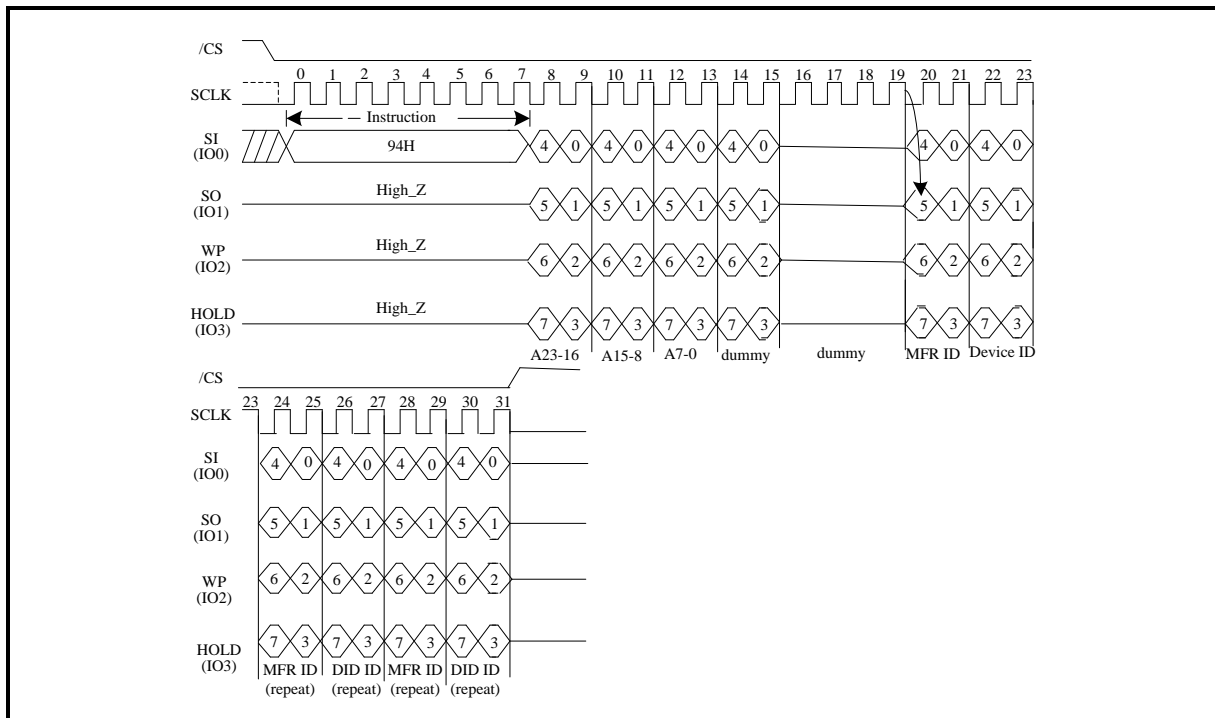 /CS
0 1 2 3 4 5 6 7 8 9 10 11 12 13 14 15 16 17 18 19 20 21 22 23
SCLK
Instruction
SI
(IO0)
94H
4 0 4 0 4 0 4 0 4 0 4 0
SO
(IO1)
High_Z
5 1 5 1 5 1 5 1 5 1 5 1
WP
(IO2)
High_Z
6 2 6 2 6 2 6 2 6 2 6 2
HOLD
(IO3)
High_Z
7 3 7 3 7 3 7 3 7 3 7 3
A23-16 A15-8 A7-0 dummy dummy MFR ID Device ID
/CS
23 24 25 26 27 28 29 30 31
SCLK
SI
(IO0)
4 0 4 0 4 0 4 0
SO
(IO1)
5 1 5 1 5 1 5 1
WP
(IO2)
6 2 6 2 6 2 6 2
HOLD
(IO3)
7 3 7 3 7 3 7 3
MFR ID DID ID MFR ID DID ID
(repeat) (repeat) (repeat) (repeat)